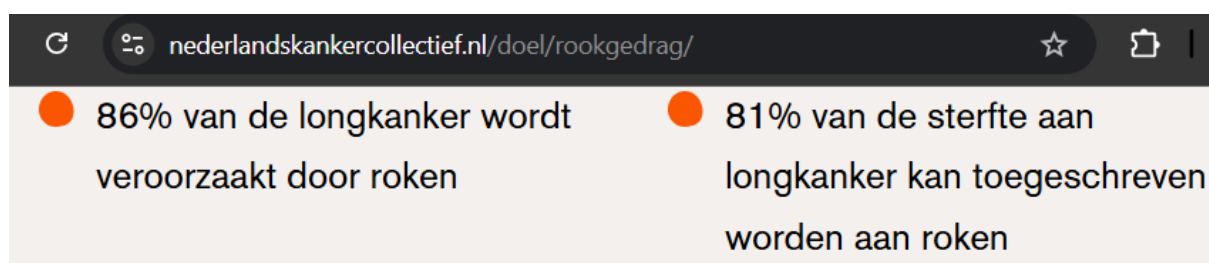 nederlandskankercollectief.nl/doel/rookgedrag/
86% van de longkanker wordt
veroorzaakt door roken
81% van de sterfte aan
longkanker kan toegeschreven
worden aan roken